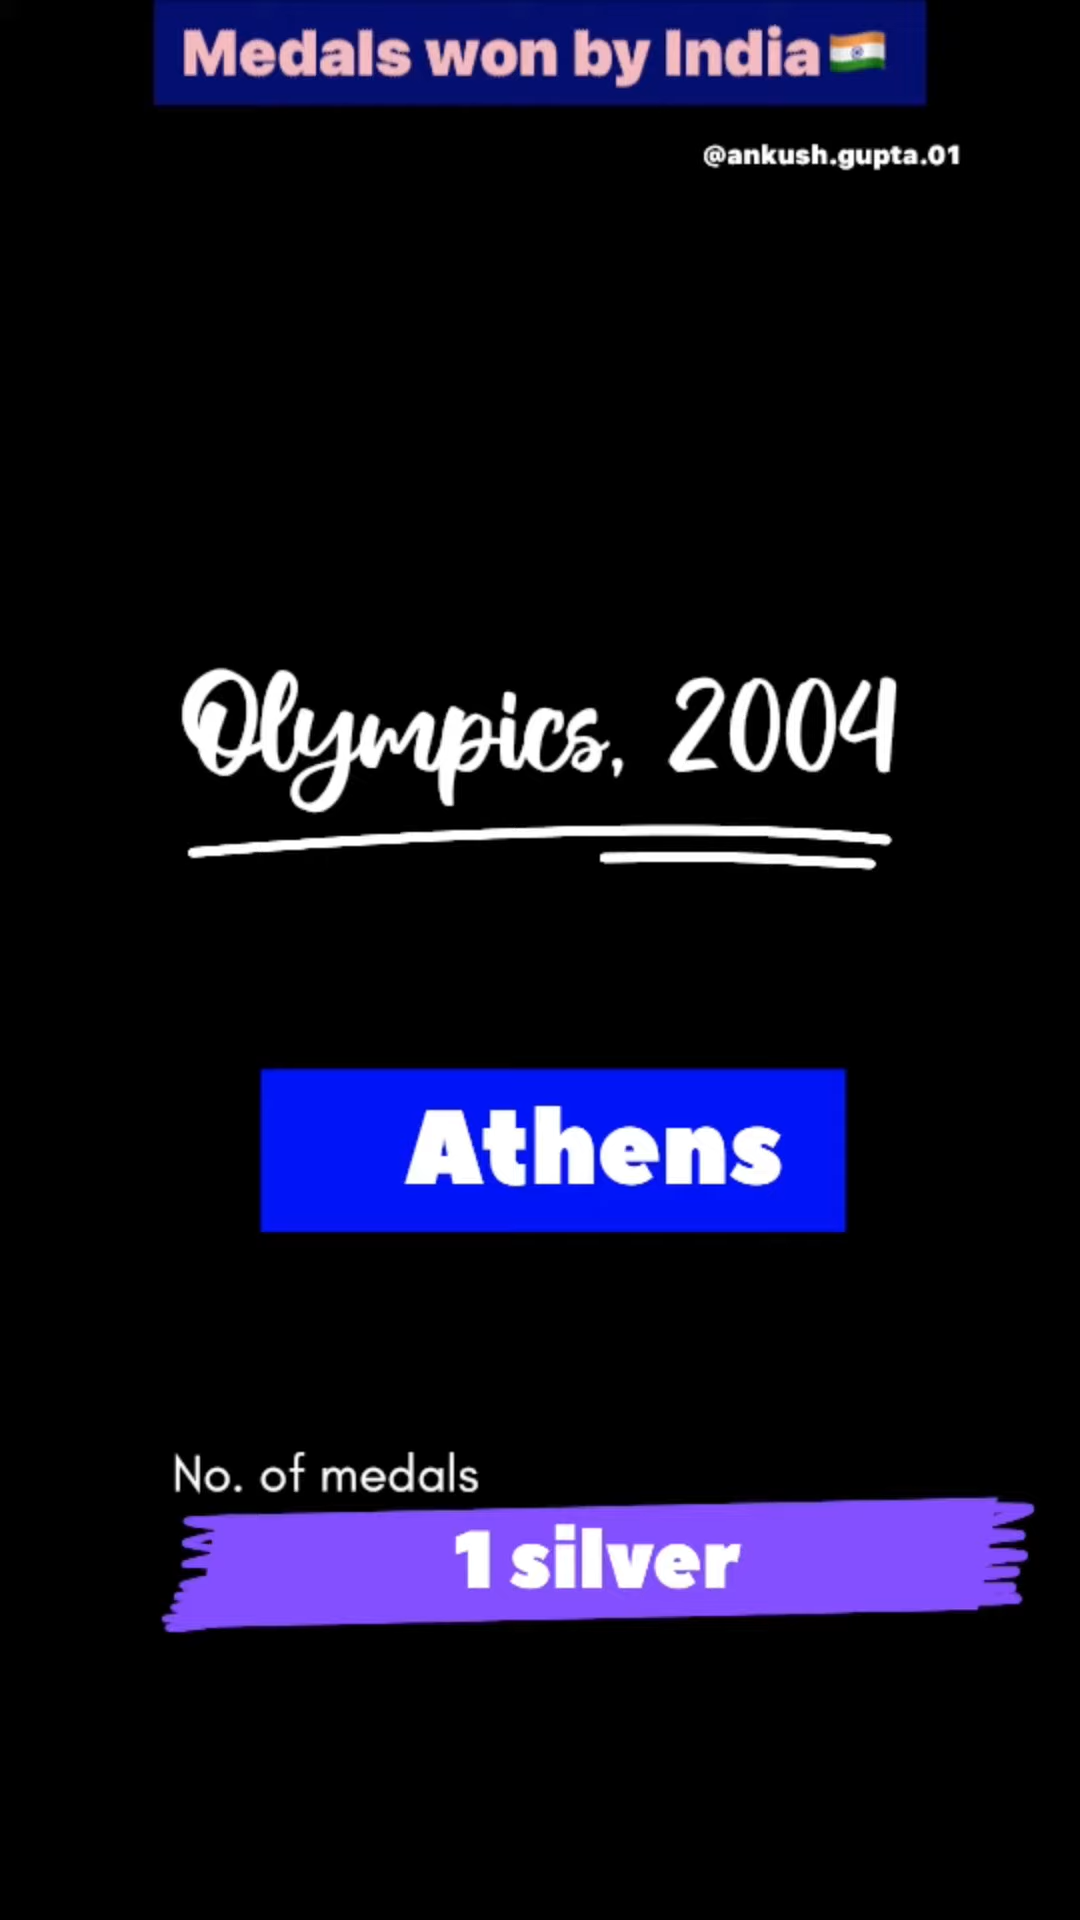 Medals won by India🇮🇳
@ankush.gupta.01
Olympics, 2004
Athens
No. of medals
1 silver